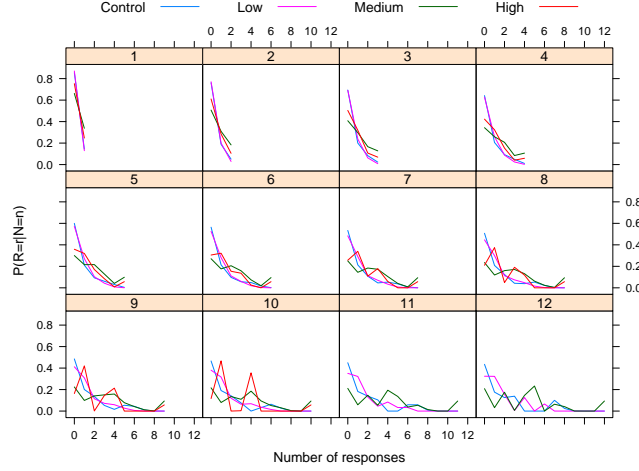 Control Low Medium High
0 2 4 6 8 10 12 0 2 4 6 8 10 12
1 2 3 4
0.0 0.2 0.4 0.6 0.8
5 6 7 8
0.0 0.2 0.4 0.6 0.8
9 10 11 12
0.0 0.2 0.4 0.6 0.8
0 2 4 6 8 10 12 0 2 4 6 8 10 12
P(R=r|N=n)
Number of responses